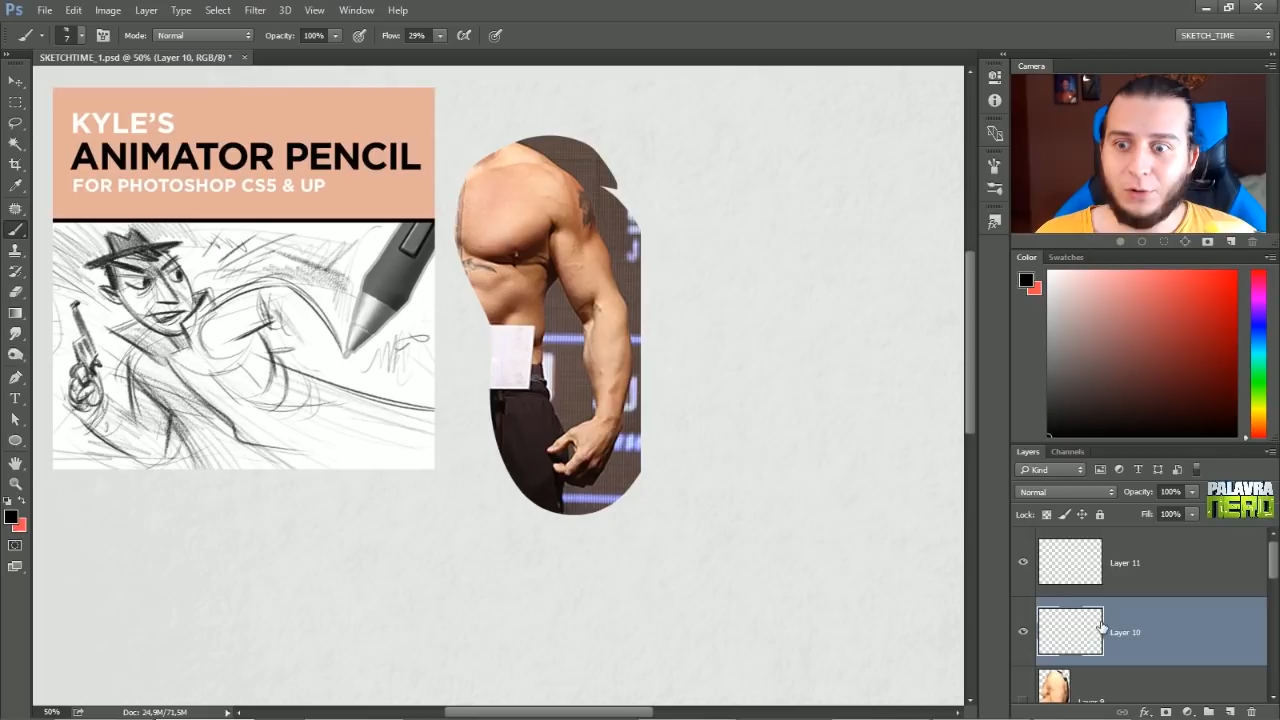 Ps File Edit Image Layer Type Select Filter 3D View Window Help
7 Mode: Normal Opacity: 100% Flow: 29% SKETCH_TIME
SKETCHTIME_1.psd @ 50% (Layer 10, RGB/8) * ×
Camera
KYLE'S
ANIMATOR PENCIL
FOR PHOTOSHOP CS5 & UP
Color Swatches
Layers Channels
Kind
Normal Opacity: 100%
Lock: Fill: 100%
PALAVRA
NERD
Layer 11
Layer 10
Layer 9
50% Doc: 24,9M/71,5M